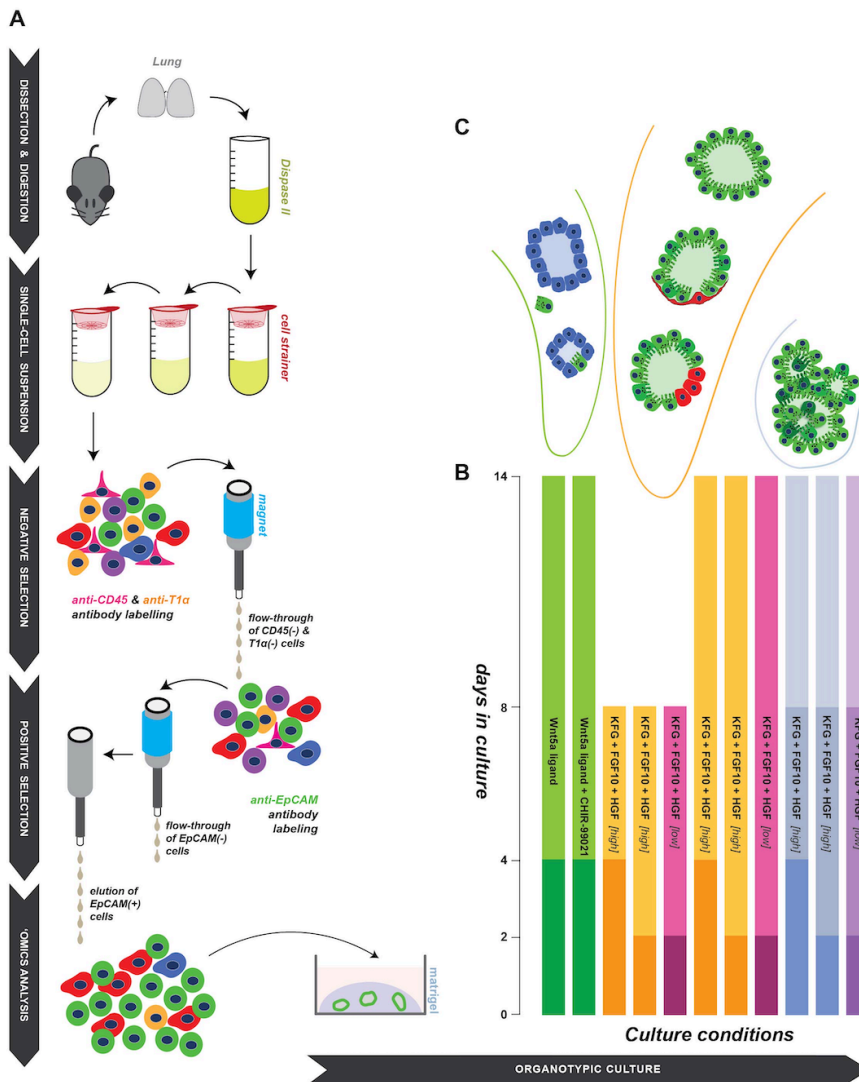 A
DISSECTION & DIGESTION
SINGLE-CELL SUSPENSION
NEGATIVE SELECTION
POSITIVE SELECTION
'OMICS ANALYSIS
Lung
Dispase II
cell strainer
magnet
anti-CD45 & anti-T1α
antibody labelling
flow-through
of CD45(-) &
T1α(-) cells
anti-EpCAM
antibody
labeling
flow-through
of EpCAM(-)
cells
elution of
EpCAM(+)
cells
matrigel
ORGANOTYPIC CULTURE
C
B
14
8
4
2
0
days in culture
Wnt5a ligand
Wnt5a ligand + CHIR-99021
KFG + FGF10 + HGF [high]
KFG + FGF10 + HGF [high]
KFG + FGF10 + HGF [low]
KFG + FGF10 + HGF [high]
KFG + FGF10 + HGF [high]
KFG + FGF10 + HGF [low]
KFG + FGF10 + HGF [high]
KFG + FGF10 + HGF [high]
KFG + FGF10 + HGF [low]
Culture conditions